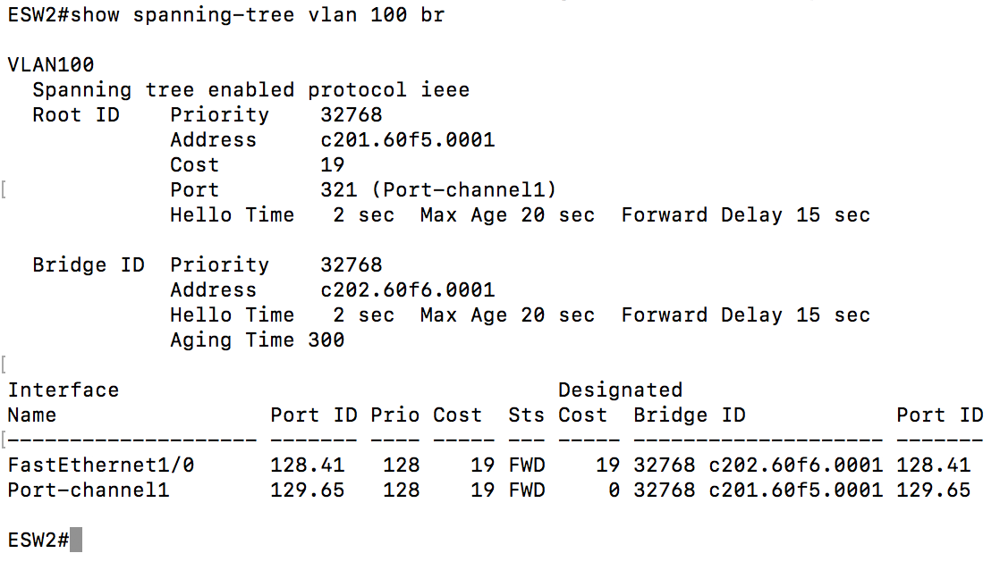 ESW2#show spanning-tree vlan 100 br

VLAN100
  Spanning tree enabled protocol ieee
  Root ID    Priority    32768
             Address     c201.60f5.0001
             Cost        19
             Port        321 (Port-channel1)
             Hello Time   2 sec  Max Age 20 sec  Forward Delay 15 sec

  Bridge ID  Priority    32768
             Address     c202.60f6.0001
             Hello Time   2 sec  Max Age 20 sec  Forward Delay 15 sec
             Aging Time 300

Interface                                   Designated
Name                 Port ID Prio Cost  Sts Cost  Bridge ID            Port ID
-------------------- ------- ---- ----- --- ----- -------------------- -------
FastEthernet1/0      128.41  128     19 FWD    19 32768 c202.60f6.0001 128.41
Port-channel1        129.65  128     19 FWD     0 32768 c201.60f5.0001 129.65

ESW2#